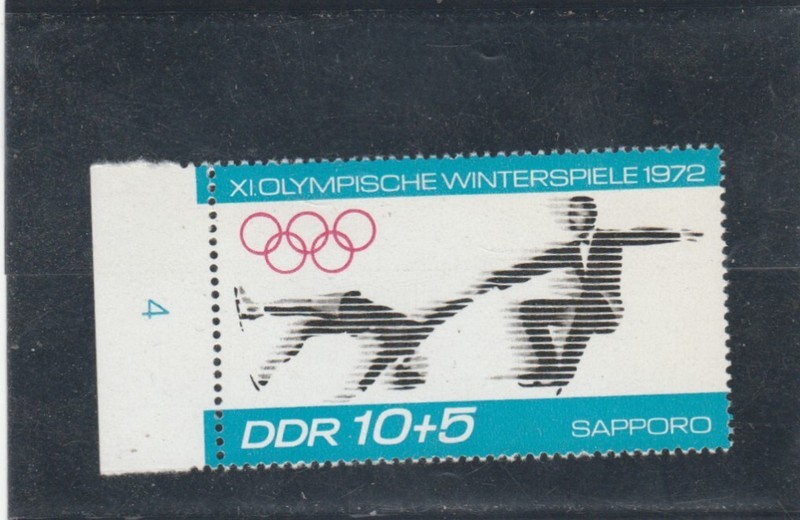 XI. OLYMPISCHE WINTERSPIELE 1972
4
DDR 10+5
SAPPORO